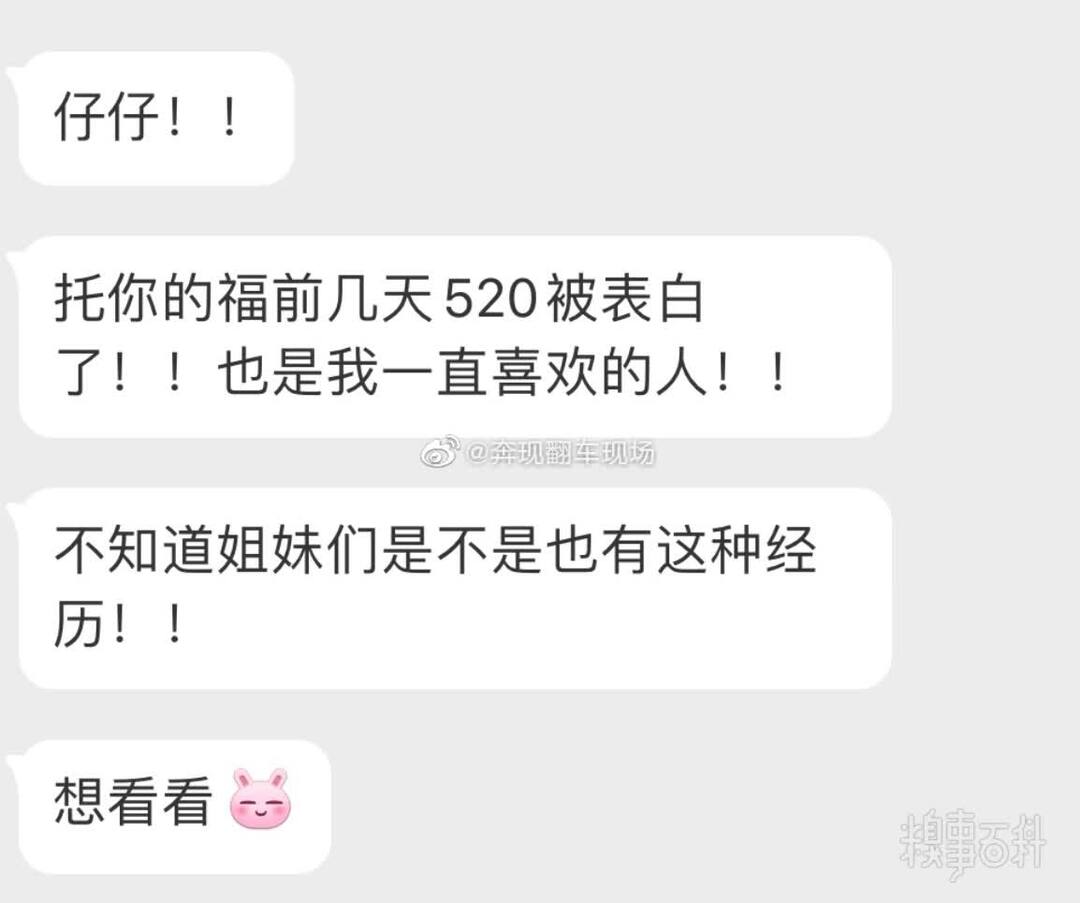 仔仔！！
托你的福前几天520被表白
了！！也是我一直喜欢的人！！
@奔现翻车现场
不知道姐妹们是不是也有这种经
历！！
想看看
糗事百科